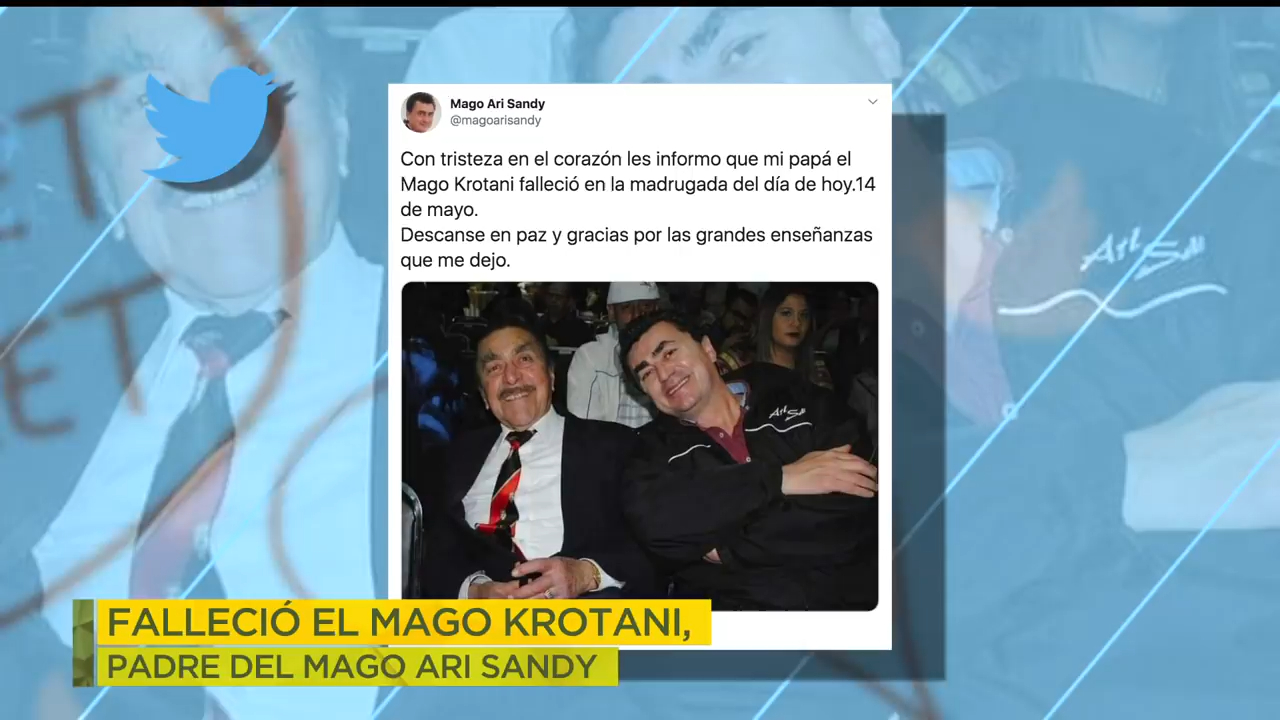 Mago Ari Sandy
@magoarisandy
Con tristeza en el corazón les informo que mi papá el
Mago Krotani falleció en la madrugada del día de hoy.14
de mayo.
Descanse en paz y gracias por las grandes enseñanzas
que me dejo.
FALLECIÓ EL MAGO KROTANI,
PADRE DEL MAGO ARI SANDY